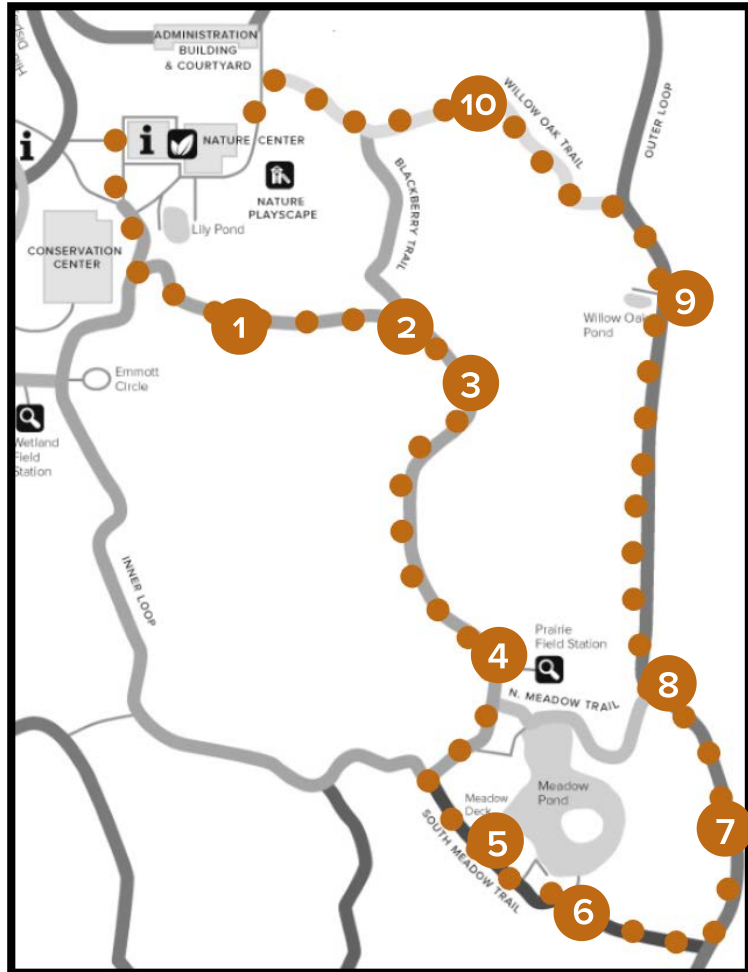 ADMINISTRATION
BUILDING
& COURTYARD
i
i
NATURE CENTER
NATURE
PLAYSCAPE
Lily Pond
CONSERVATION
CENTER
BLACKBERRY TRAIL
10
WILLOW OAK TRAIL
OUTER LOOP
1
2
3
9
Willow Oak
Pond
Emmott
Circle
Wetland
Field
Station
INNER LOOP
4
Prairie
Field Station
N. MEADOW TRAIL
8
Meadow
Pond
Meadow
Deck
5
SOUTH MEADOW TRAIL
6
7